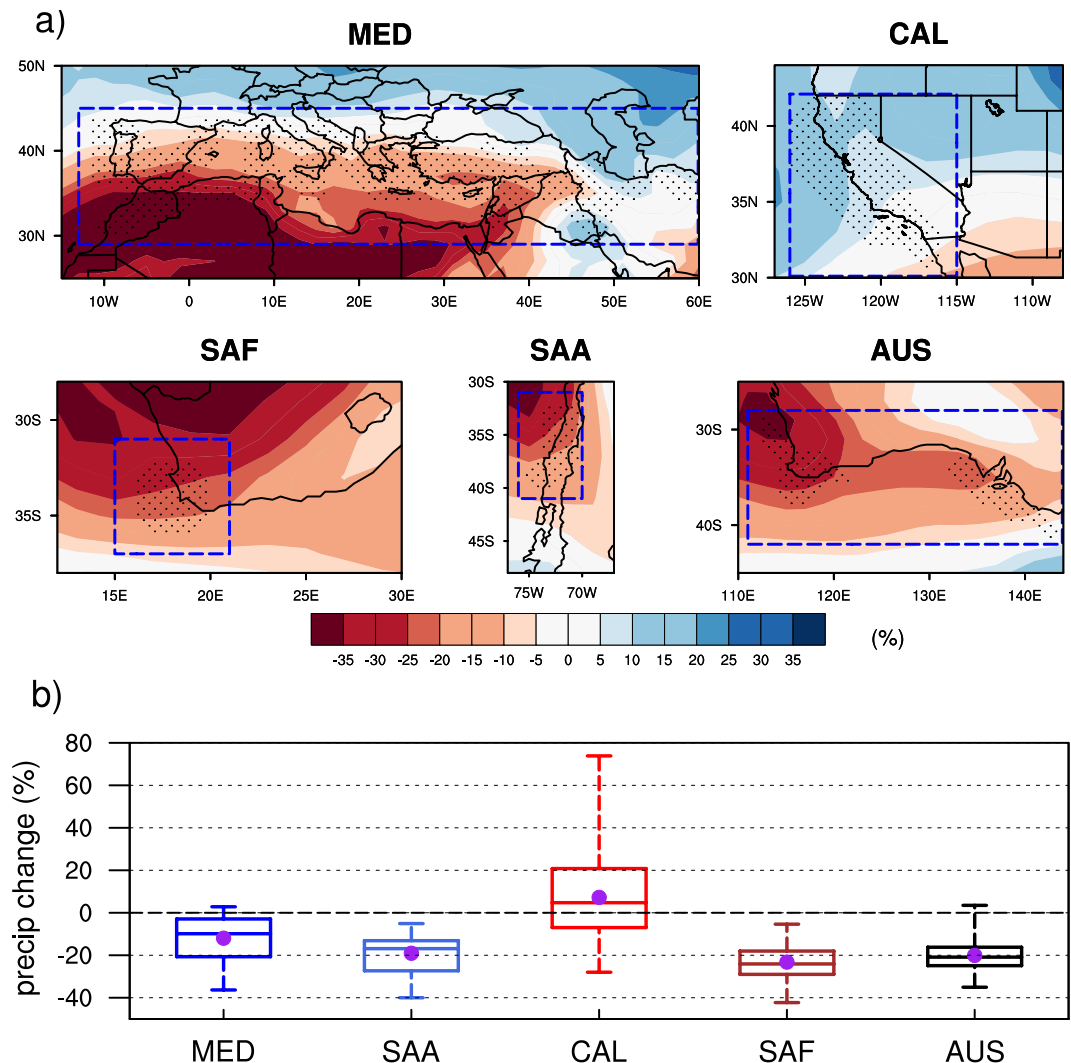 a)
MED
CAL
50N
40N
30N
10W 0 10E 20E 30E 40E 50E 60E
40N
35N
30N
125W 120W 115W 110W
SAF
SAA
AUS
30S
35S
15E 20E 25E 30E
30S
35S
40S
45S
75W 70W
30S
40S
110E 120E 130E 140E
-35 -30 -25 -20 -15 -10 -5 0 5 10 15 20 25 30 35
(%)
b)
precip change (%)
80
60
40
20
0
-20
-40
MED SAA CAL SAF AUS